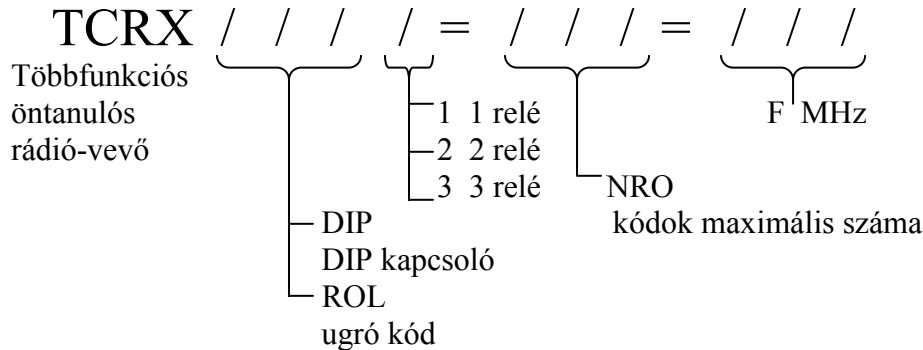 TCRX / / / / = / / / = / / /
Többfunkciós
öntanulós
rádió-vevő
1 1 relé
2 2 relé
3 3 relé
F MHz
NRO
kódok maximális száma
DIP
DIP kapcsoló
ROL
ugró kód